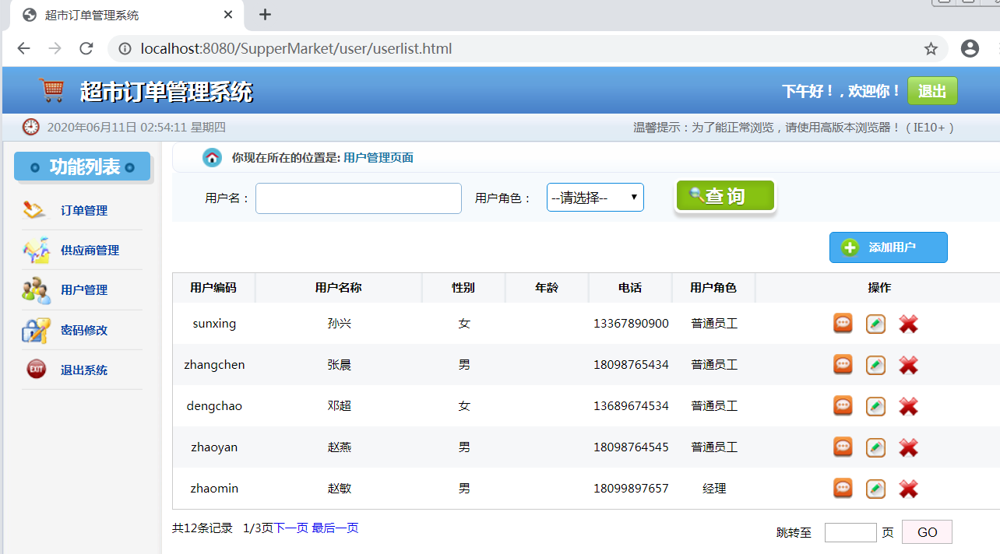 超市订单管理系统
localhost:8080/SupperMarket/user/userlist.html
超市订单管理系统 下午好！, 欢迎你！ 退出
2020年06月11日 02:54:11 星期四 温馨提示：为了能正常浏览，请使用高版本浏览器！（IE10+）
功能列表
订单管理
供应商管理
用户管理
密码修改
EXIT 退出系统
你现在所在的位置是: 用户管理页面
用户名： 用户角色： --请选择-- 查 询
添加用户
用户编码 用户名称 性别 年龄 电话 用户角色 操作
sunxing 孙兴 女 13367890900 普通员工
zhangchen 张晨 男 18098765434 普通员工
dengchao 邓超 女 13689674534 普通员工
zhaoyan 赵燕 男 18098764545 普通员工
zhaomin 赵敏 男 18099897657 经理
共12条记录 1/3页下一页 最后一页 跳转至 页 GO